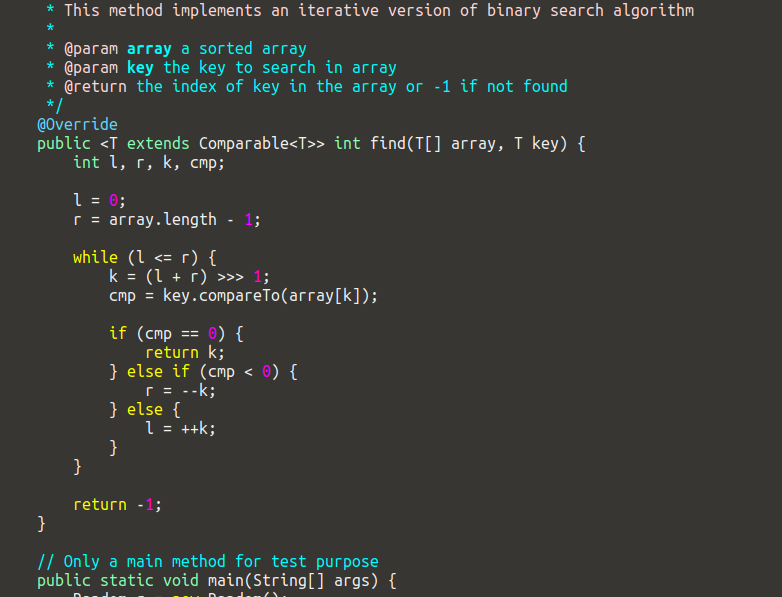 * This method implements an iterative version of binary search algorithm
*
* @param array a sorted array
* @param key the key to search in array
* @return the index of key in the array or -1 if not found
*/
@Override
public <T extends Comparable<T>> int find(T[] array, T key) {
int l, r, k, cmp;
l = 0;
r = array.length - 1;
while (l <= r) {
k = (l + r) >>> 1;
cmp = key.compareTo(array[k]);
if (cmp == 0) {
return k;
} else if (cmp < 0) {
r = --k;
} else {
l = ++k;
}
}
return -1;
}
// Only a main method for test purpose
public static void main(String[] args) {
Random r = new Random();